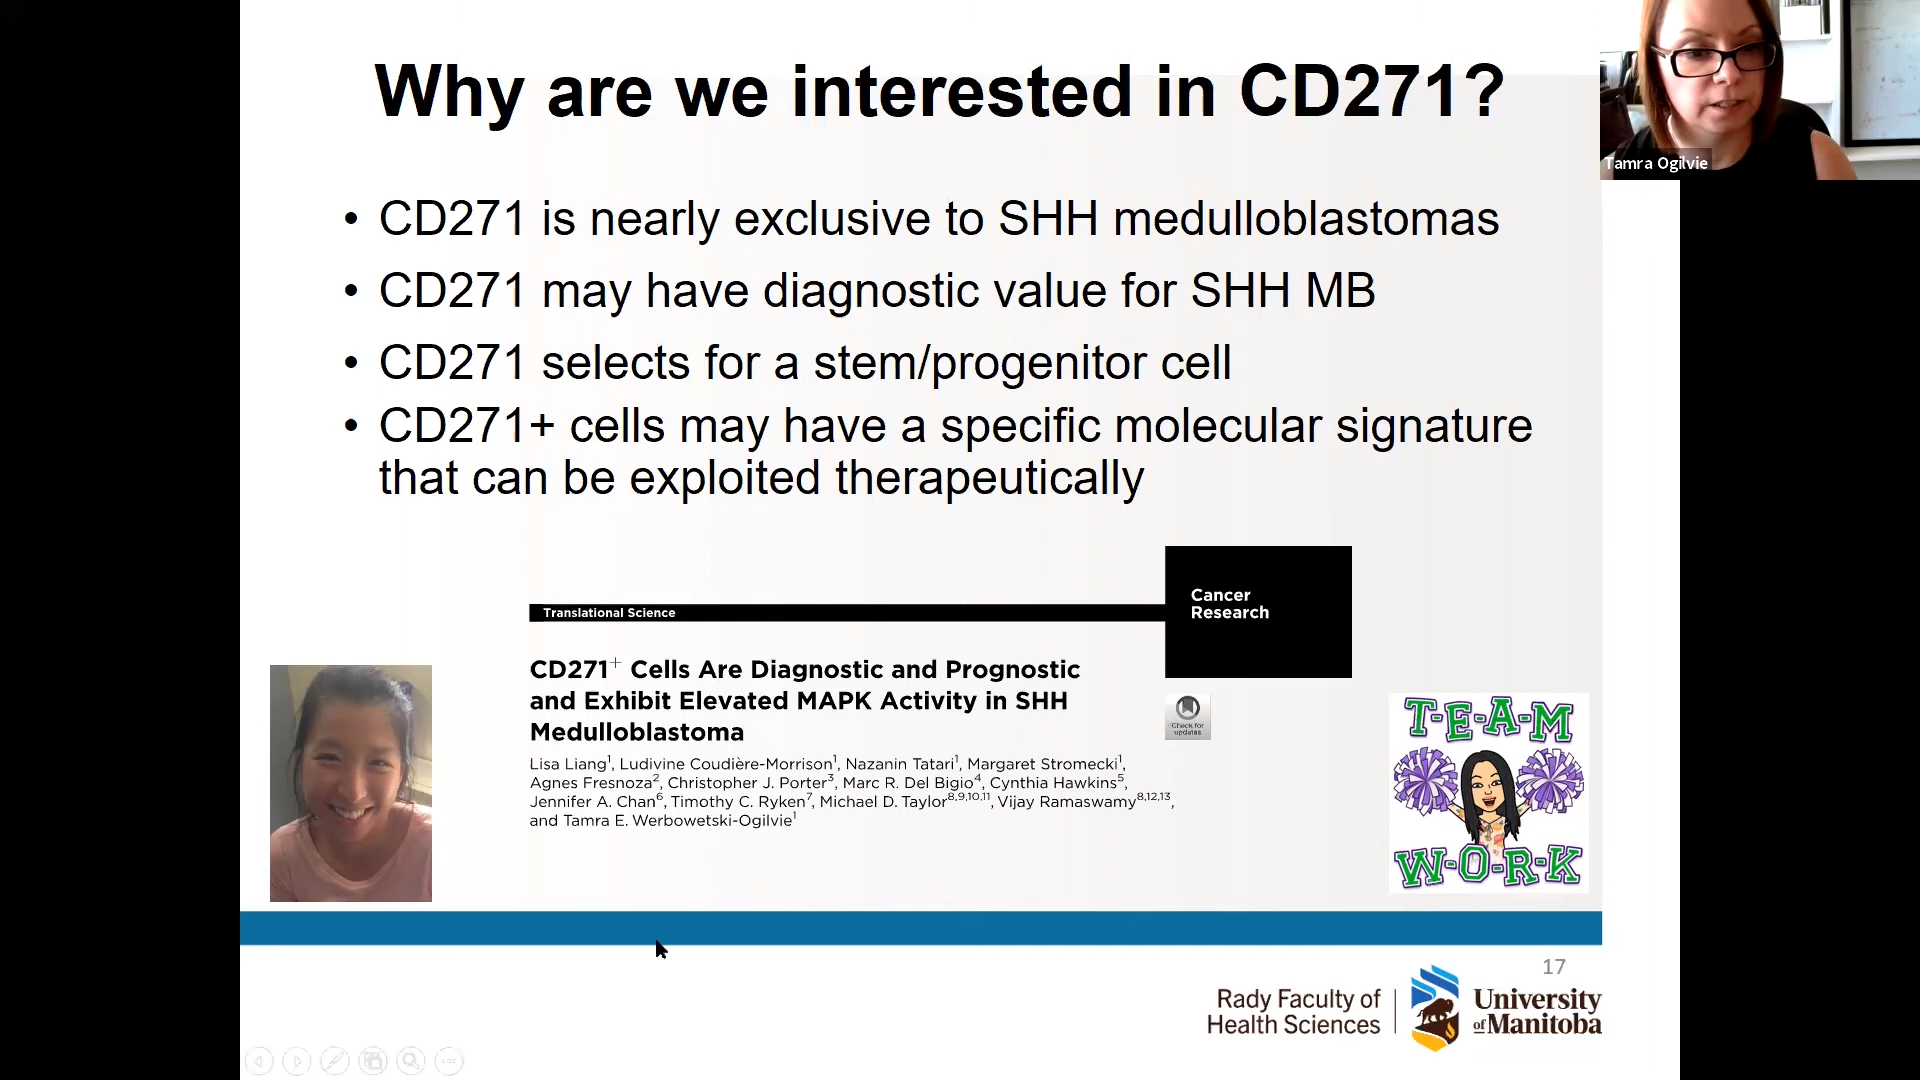 Why are we interested in CD271?
Tamra Ogilvie
• CD271 is nearly exclusive to SHH medulloblastomas
• CD271 may have diagnostic value for SHH MB
• CD271 selects for a stem/progenitor cell
• CD271+ cells may have a specific molecular signature
that can be exploited therapeutically
Cancer
Research
Translational Science
CD271+ Cells Are Diagnostic and Prognostic
and Exhibit Elevated MAPK Activity in SHH
Medulloblastoma
Check for
updates
Lisa Liang1, Ludivine Coudière-Morrison1, Nazanin Tatari1, Margaret Stromecki1,
Agnes Fresnoza2, Christopher J. Porter3, Marc R. Del Bigio4, Cynthia Hawkins5,
Jennifer A. Chan6, Timothy C. Ryken7, Michael D. Taylor8,9,10,11, Vijay Ramaswamy8,12,13,
and Tamra E. Werbowetski-Ogilvie1
T-E-A-M
W-O-R-K
17
Rady Faculty of
Health Sciences
University
of Manitoba